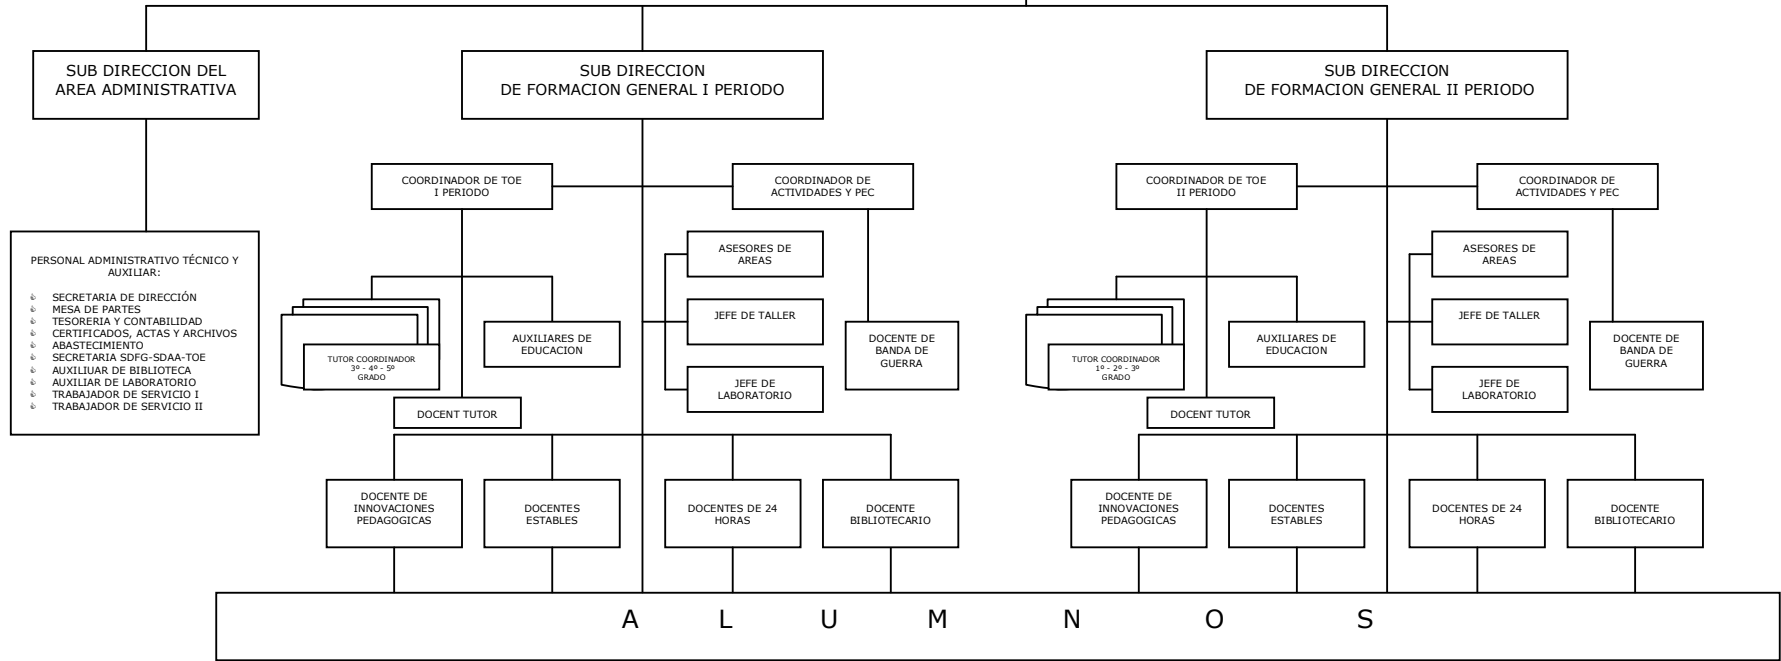 SUB DIRECCION DEL
AREA ADMINISTRATIVA
SUB DIRECCION
DE FORMACION GENERAL I PERIODO
SUB DIRECCION
DE FORMACION GENERAL II PERIODO
COORDINADOR DE TOE
I PERIODO
COORDINADOR DE
ACTIVIDADES Y PEC
COORDINADOR DE TOE
II PERIODO
COORDINADOR DE
ACTIVIDADES Y PEC
PERSONAL ADMINISTRATIVO TÉCNICO Y
AUXILIAR:
SECRETARIA DE DIRECCIÓN
MESA DE PARTES
TESORERIA Y CONTABILIDAD
CERTIFICADOS, ACTAS Y ARCHIVOS
ABASTECIMIENTO
SECRETARIA SDFG-SDAA-TOE
AUXILIUAR DE BIBLIOTECA
AUXILIAR DE LABORATORIO
TRABAJADOR DE SERVICIO I
TRABAJADOR DE SERVICIO II
ASESORES DE
AREAS
JEFE DE TALLER
JEFE DE
LABORATORIO
AUXILIARES DE
EDUCACION
DOCENTE DE
BANDA DE
GUERRA
TUTOR COORDINADOR
3º - 4º - 5º
GRADO
DOCENT TUTOR
ASESORES DE
AREAS
JEFE DE TALLER
JEFE DE
LABORATORIO
AUXILIARES DE
EDUCACION
DOCENTE DE
BANDA DE
GUERRA
TUTOR COORDINADOR
1º - 2º - 3º
GRADO
DOCENT TUTOR
DOCENTE DE
INNOVACIONES
PEDAGOGICAS
DOCENTES
ESTABLES
DOCENTES DE 24
HORAS
DOCENTE
BIBLIOTECARIO
DOCENTE DE
INNOVACIONES
PEDAGOGICAS
DOCENTES
ESTABLES
DOCENTES DE 24
HORAS
DOCENTE
BIBLIOTECARIO
A L U M N O S